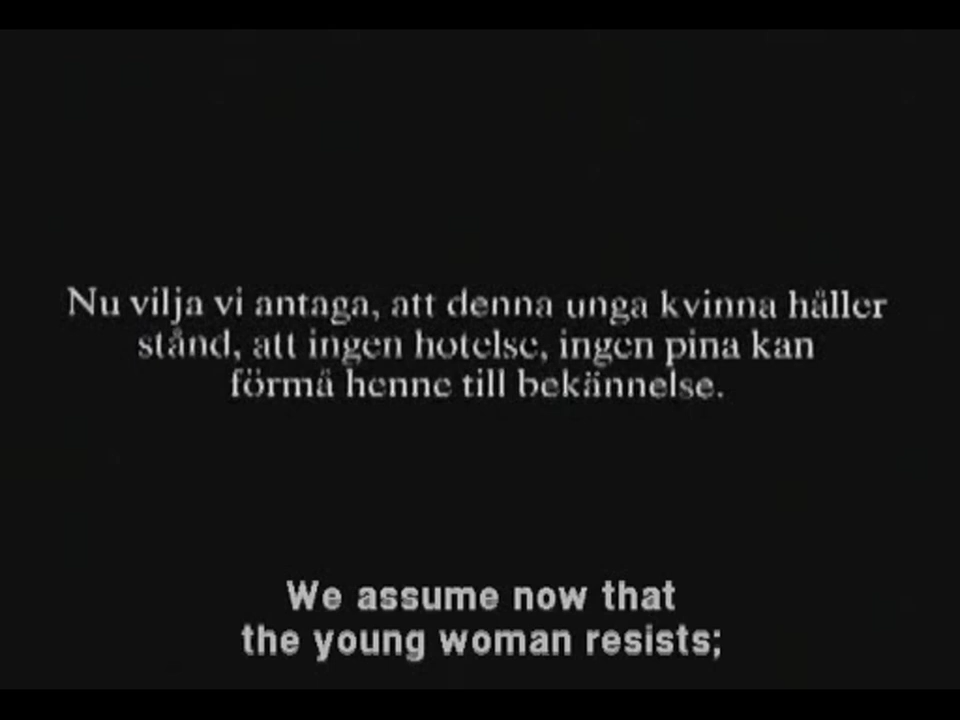 Nu vilja vi antaga, att denna unga kvinna håller
stånd, att ingen hotelse, ingen pina kan
förmå henne till bekännelse.
We assume now that
the young woman resists;